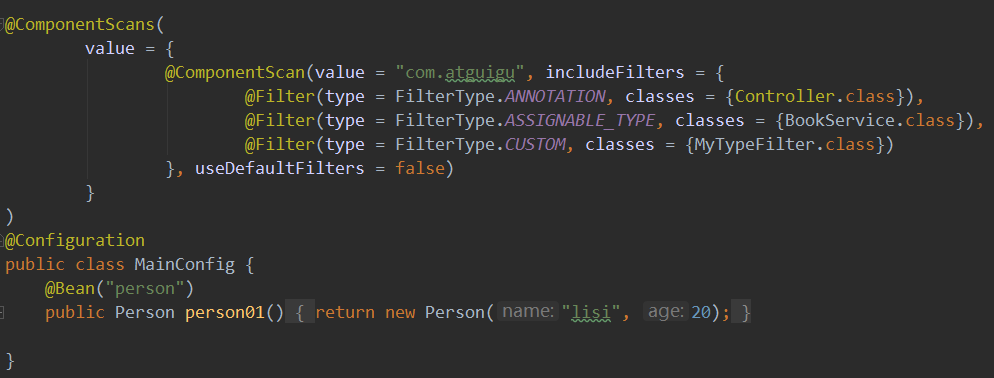 @ComponentScans(
value = {
@ComponentScan(value = "com.atguigu", includeFilters = {
@Filter(type = FilterType.ANNOTATION, classes = {Controller.class}),
@Filter(type = FilterType.ASSIGNABLE_TYPE, classes = {BookService.class}),
@Filter(type = FilterType.CUSTOM, classes = {MyTypeFilter.class})
}, useDefaultFilters = false)
}
)
@Configuration
public class MainConfig {
@Bean("person")
public Person person01() { return new Person( name: "lisi", age: 20); }
}